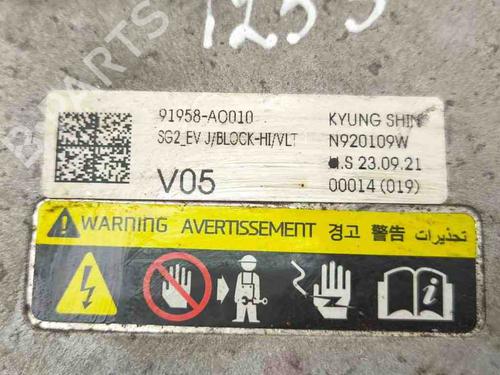 1253
91958-AO010
SG2_EV J/BLOCK-HI/VLT
V05
KYUNG SHIN
N920109W
.S 23.09.21
00014 (019)
WARNING AVERTISSEMENT 경고 警告 تحذيرات
B PARTS